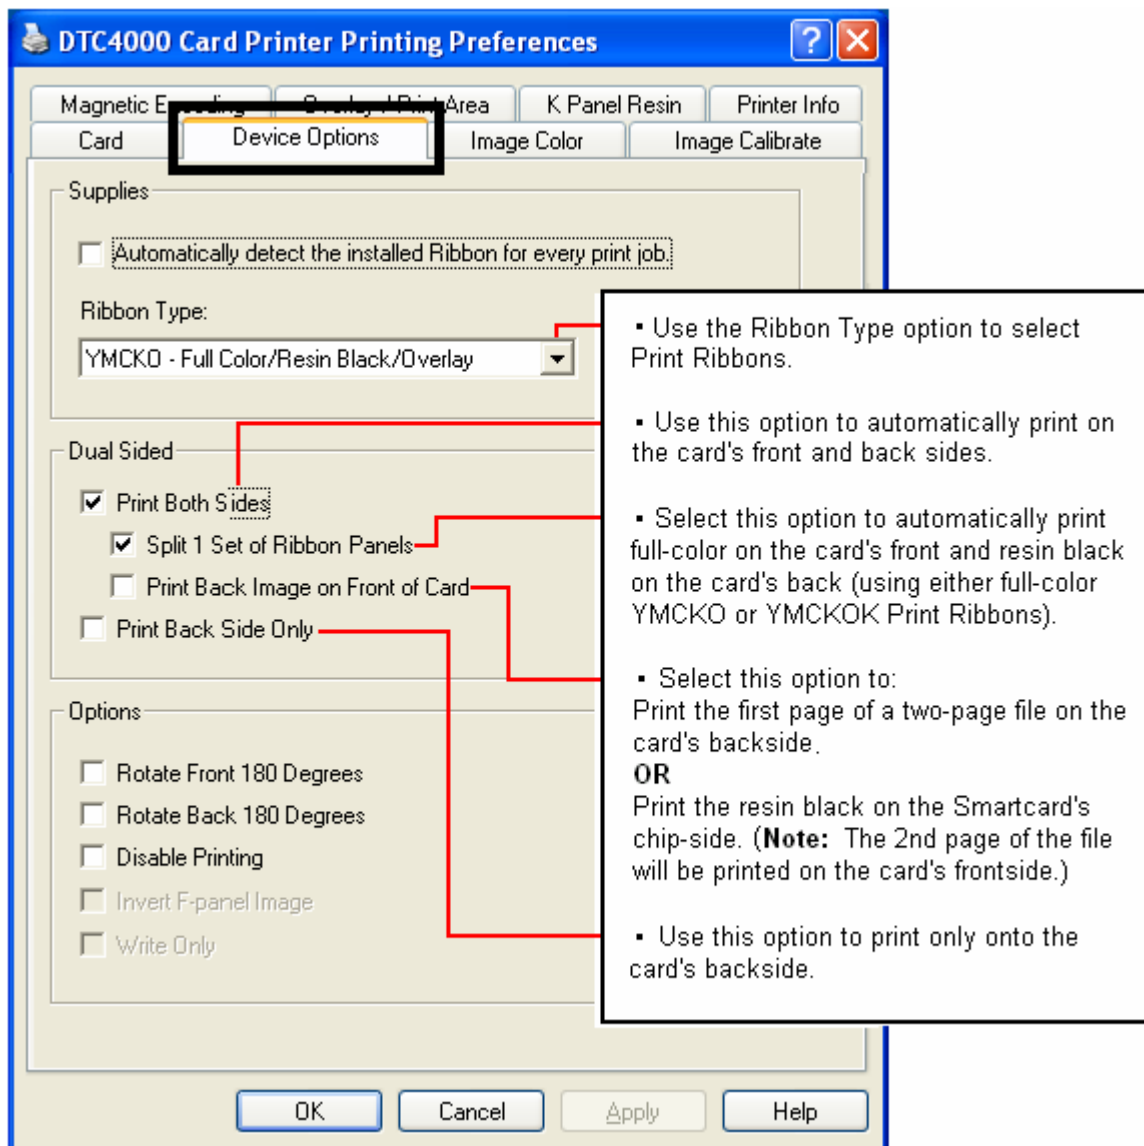 DTC4000 Card Printer Printing Preferences
Magnetic Area K Panel Resin Printer Info
Card Device Options Image Color Image Calibrate
Supplies
Automatically detect the installed Ribbon for every print job.
Ribbon Type:
YMCKO - Full Color/Resin Black/Overlay
Dual Sided
Print Both Sides
Split 1 Set of Ribbon Panels
Print Back Image on Front of Card
Print Back Side Only
Options
Rotate Front 180 Degrees
Rotate Back 180 Degrees
Disable Printing
Invert F-panel Image
Write Only
▪ Use the Ribbon Type option to select
Print Ribbons.
▪ Use this option to automatically print on
the card's front and back sides.
▪ Select this option to automatically print
full-color on the card's front and resin black
on the card's back (using either full-color
YMCKO or YMCKOK Print Ribbons).
▪ Select this option to:
Print the first page of a two-page file on the
card's backside.
OR
Print the resin black on the Smartcard's
chip-side. (Note: The 2nd page of the file
will be printed on the card's frontside.)
▪ Use this option to print only onto the
card's backside.
OK Cancel Apply Help